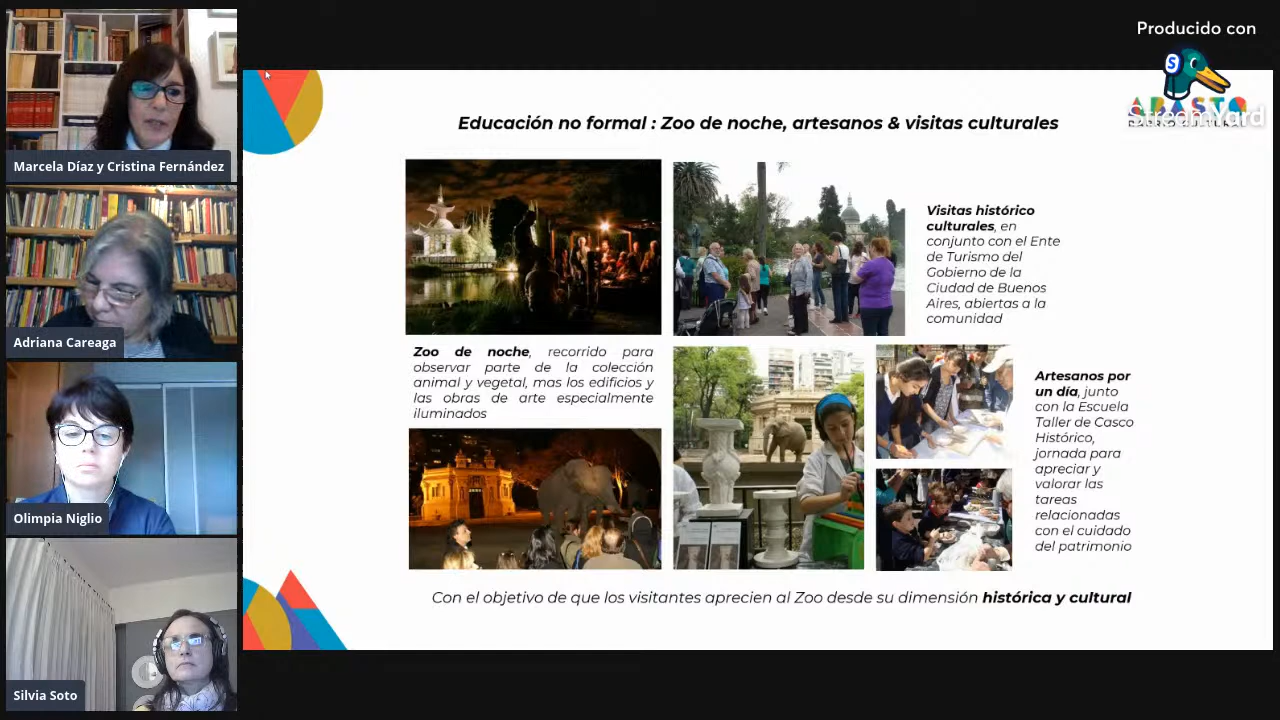 Producido con
S
ABASTO
StreamYard
BARRIO CULTURAL
Marcela Díaz y Cristina Fernández
Adriana Careaga
Olimpia Niglio
Silvia Soto
Educación no formal : Zoo de noche, artesanos & visitas culturales
Visitas histórico
culturales, en
conjunto con el Ente
de Turismo del
Gobierno de la
Ciudad de Buenos
Aires, abiertas a la
comunidad
Zoo de noche, recorrido para
observar parte de la colección
animal y vegetal, mas los edificios y
las obras de arte especialmente
iluminados
Artesanos por
un día, junto
con la Escuela
Taller de Casco
Histórico,
jornada para
apreciar y
valorar las
tareas
relacionadas
con el cuidado
del patrimonio
Con el objetivo de que los visitantes aprecien al Zoo desde su dimensión histórica y cultural